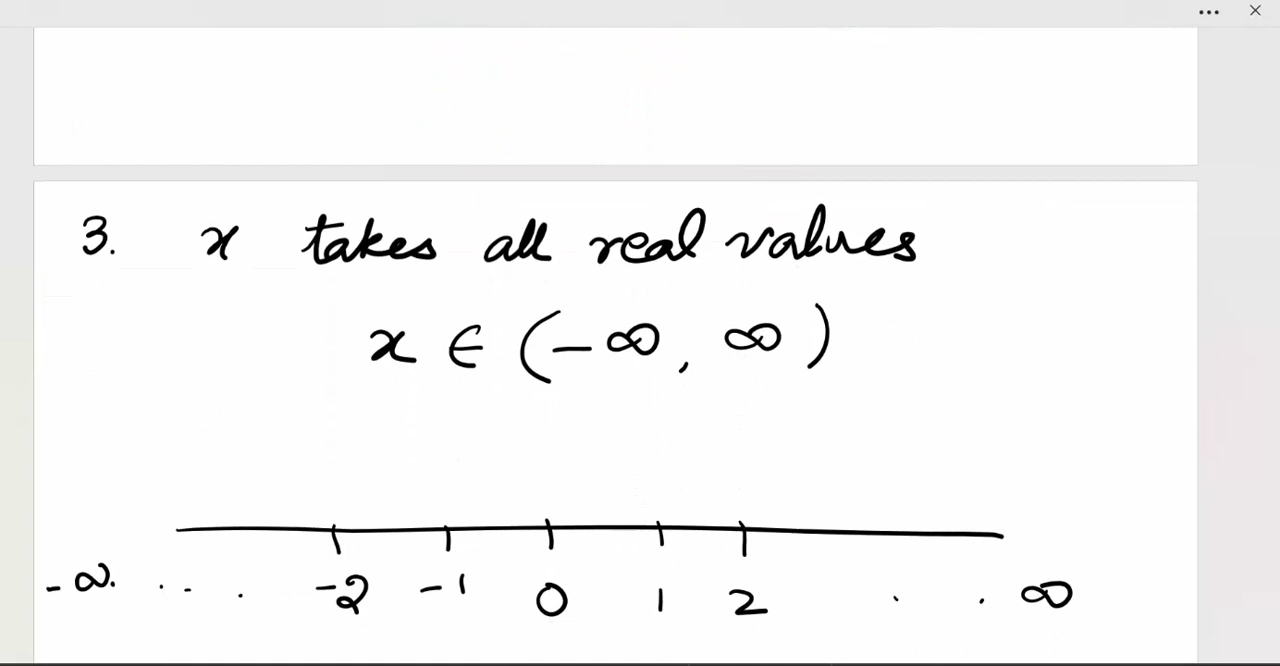 3. x takes all real values
x ∈ (-∞, ∞)
-∞. . . . -2 -1 0 1 2 . . ∞